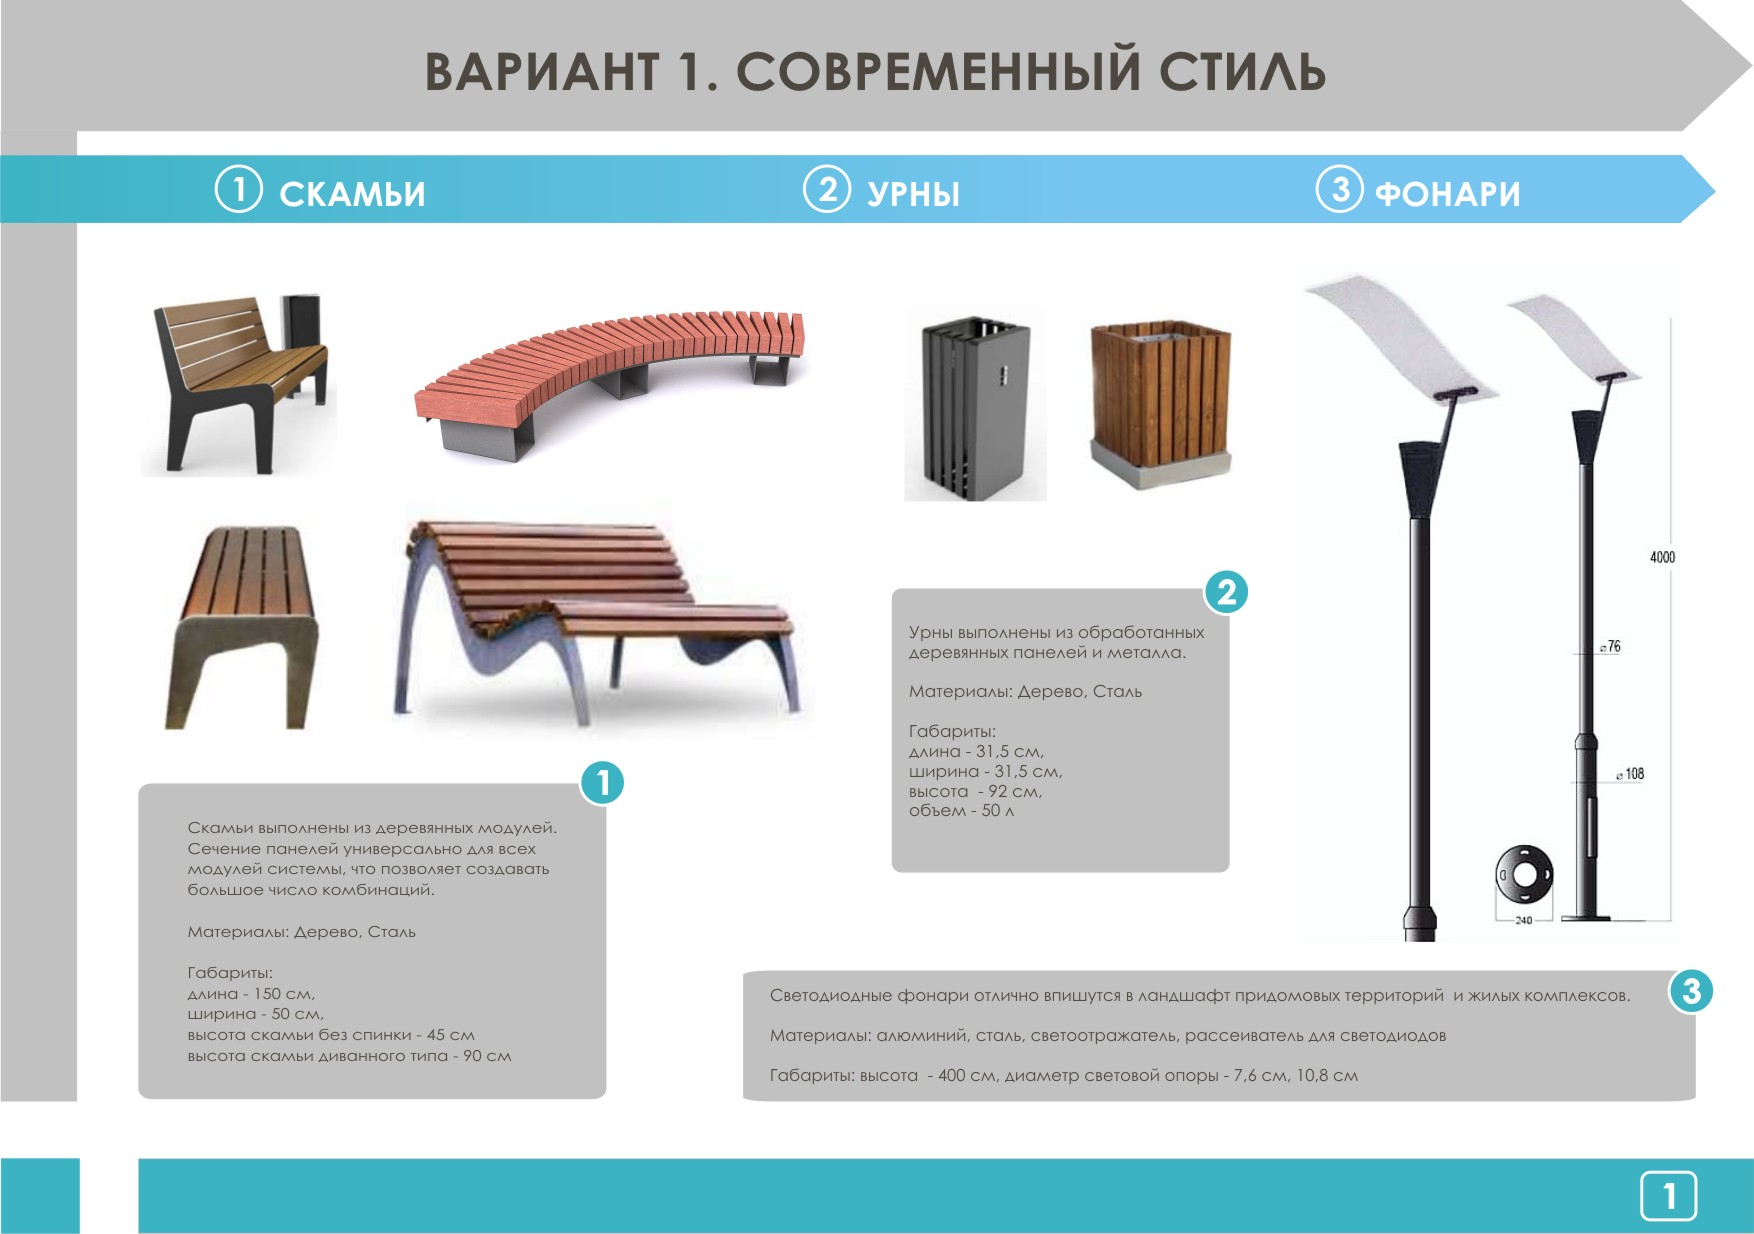 ВАРИАНТ 1. СОВРЕМЕННЫЙ СТИЛЬ
1 СКАМЬИ
2 УРНЫ
3 ФОНАРИ
4000
⌀76
⌀108
240
2
Урны выполнены из обработанных
деревянных панелей и металла.
Материалы: Дерево, Сталь
Габариты:
длина - 31,5 см,
ширина - 31,5 см,
высота  - 92 см,
объем - 50 л
1
Скамьи выполнены из деревянных модулей.
Сечение панелей универсально для всех
модулей системы, что позволяет создавать
большое число комбинаций.
Материалы: Дерево, Сталь
Габариты:
длина - 150 см,
ширина - 50 см,
высота скамьи без спинки - 45 см
высота скамьи диванного типа - 90 см
3
Светодиодные фонари отлично впишутся в ландшафт придомовых территорий  и жилых комплексов.
Материалы: алюминий, сталь, светоотражатель, рассеиватель для светодиодов
Габариты: высота  - 400 см, диаметр световой опоры - 7,6 см, 10,8 см
1